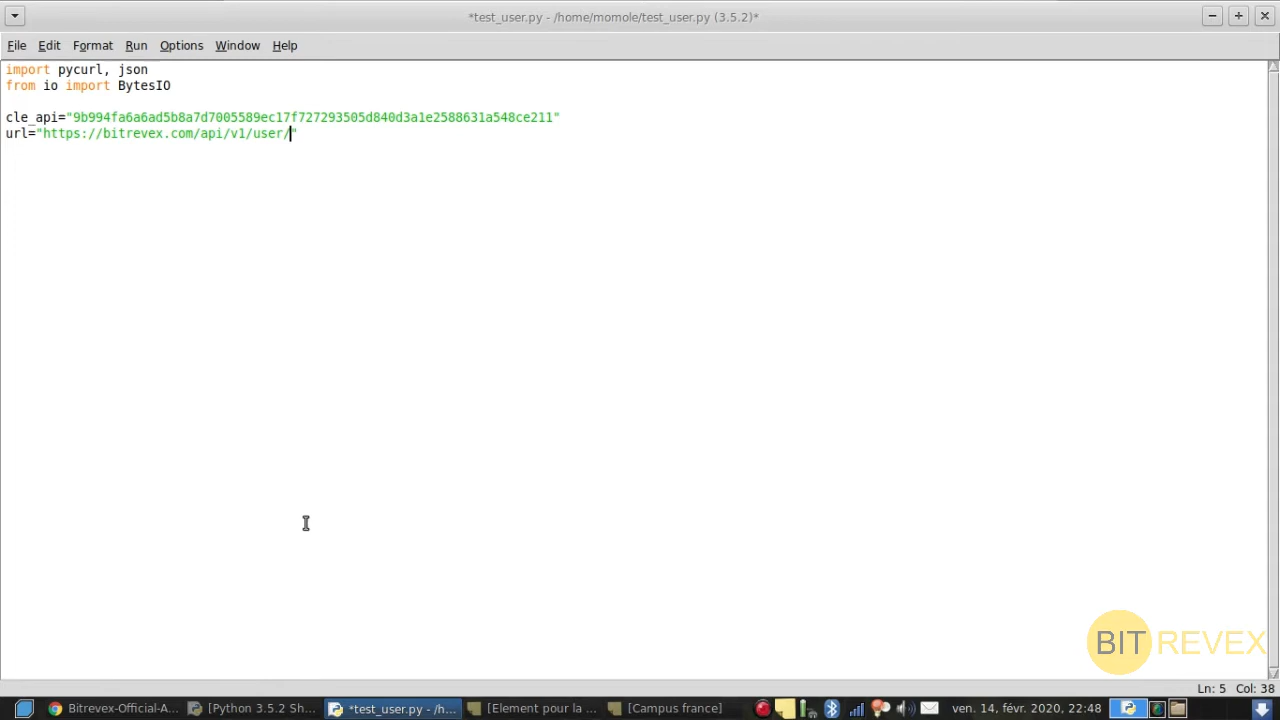 *test_user.py - /home/momole/test_user.py (3.5.2)*
File Edit Format Run Options Window Help
import pycurl, json
from io import BytesIO
cle_api="9b994fa6a6ad5b8a7d7005589ec17f727293505d840d3a1e2588631a548ce211"
url="https://bitrevex.com/api/v1/user/"
BIT REVEX
Ln: 5 Col: 38
Bitrevex-Official-A... [Python 3.5.2 Sh... *test_user.py - /h... [Element pour la ... [Campus france] ven. 14, févr. 2020, 22:48